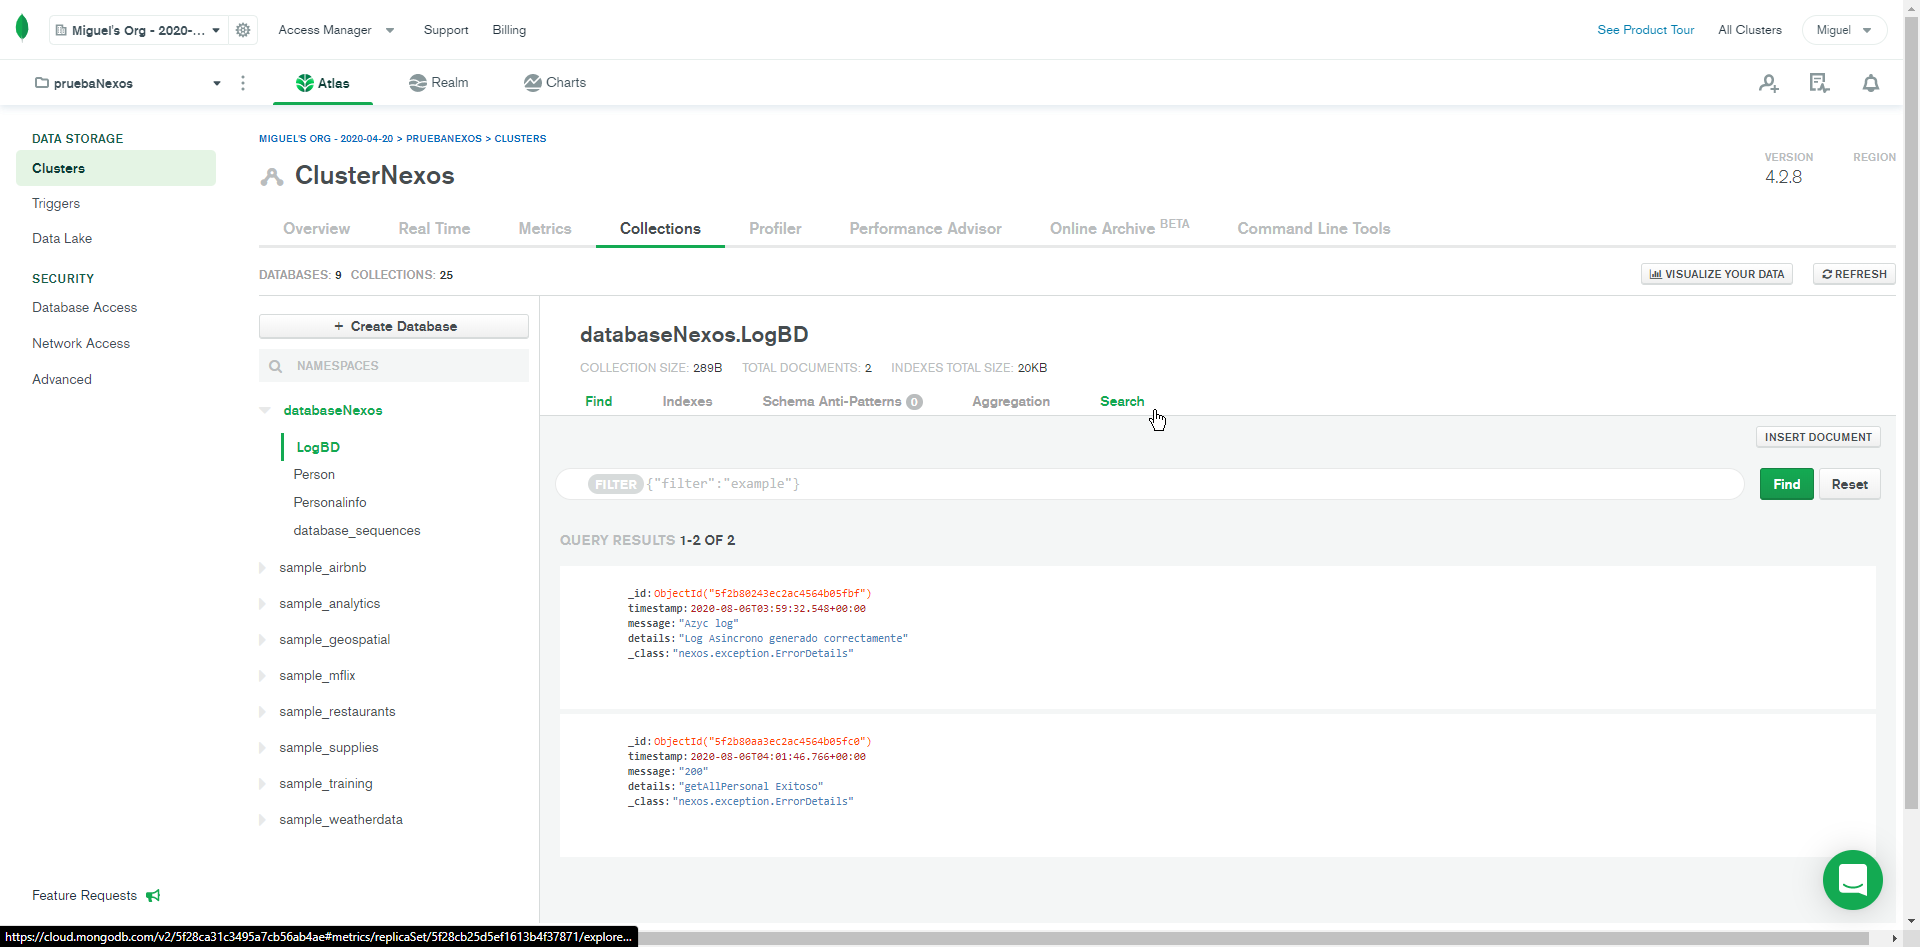 Miguel's Org - 2020-...
Access Manager
Support
Billing
See Product Tour
All Clusters
Miguel
pruebaNexos
Atlas
Realm
Charts
DATA STORAGE
Clusters
Triggers
Data Lake
SECURITY
Database Access
Network Access
Advanced
Feature Requests
MIGUEL'S ORG - 2020-04-20 > PRUEBANEXOS > CLUSTERS
ClusterNexos
VERSION
4.2.8
REGION
Overview
Real Time
Metrics
Collections
Profiler
Performance Advisor
Online Archive BETA
Command Line Tools
DATABASES: 9 COLLECTIONS: 25
VISUALIZE YOUR DATA
REFRESH
+ Create Database
NAMESPACES
databaseNexos
LogBD
Person
Personalinfo
database_sequences
sample_airbnb
sample_analytics
sample_geospatial
sample_mflix
sample_restaurants
sample_supplies
sample_training
sample_weatherdata
databaseNexos.LogBD
COLLECTION SIZE: 289B TOTAL DOCUMENTS: 2 INDEXES TOTAL SIZE: 20KB
Find
Indexes
Schema Anti-Patterns 0
Aggregation
Search
INSERT DOCUMENT
FILTER {"filter":"example"}
Find
Reset
QUERY RESULTS 1-2 OF 2
_id: ObjectId("5f2b80243ec2ac4564b05fbf")
timestamp: 2020-08-06T03:59:32.548+00:00
message: "Azyc log"
details: "Log Asincrono generado correctamente"
_class: "nexos.exception.ErrorDetails"
_id: ObjectId("5f2b80aa3ec2ac4564b05fc0")
timestamp: 2020-08-06T04:01:46.766+00:00
message: "200"
details: "getAllPersonal Exitoso"
_class: "nexos.exception.ErrorDetails"
https://cloud.mongodb.com/v2/5f28ca31c3495a7cb56ab4ae#metrics/replicaSet/5f28cb25d5ef1613b4f37871/explore...